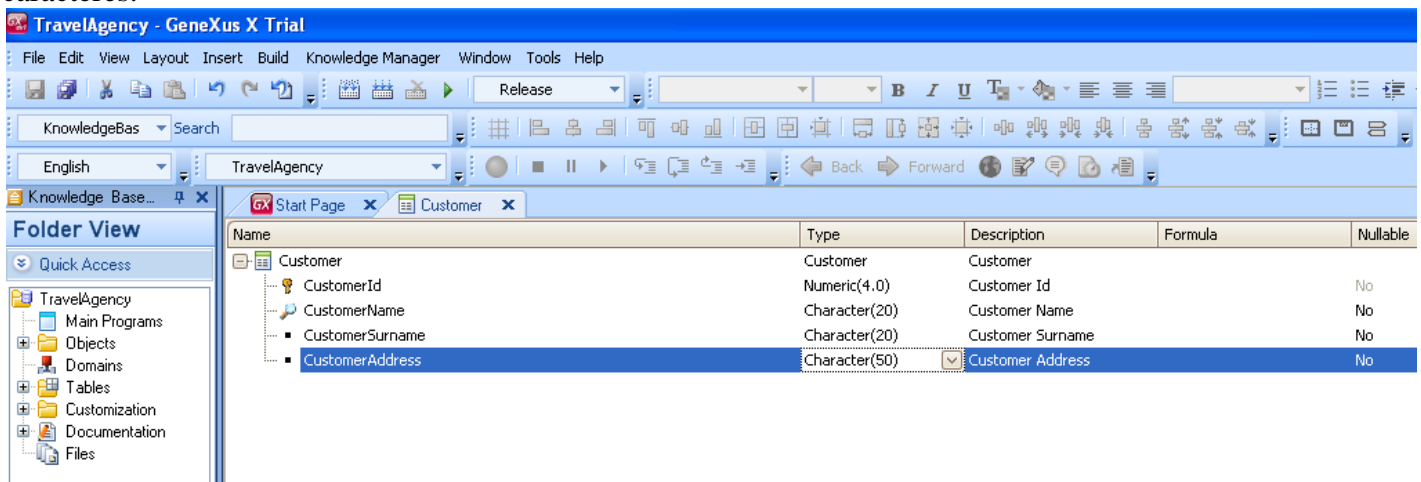 caracteres.
TravelAgency - GeneXus X Trial
File Edit View Layout Insert Build Knowledge Manager Window Tools Help
Release B I U
KnowledgeBas Search
English TravelAgency Back Forward
Knowledge Base... Start Page Customer
Folder View
Name Type Description Formula Nullable
Quick Access
Customer Customer Customer
CustomerId Numeric(4.0) Customer Id No
CustomerName Character(20) Customer Name No
CustomerSurname Character(20) Customer Surname No
CustomerAddress Character(50) Customer Address No
TravelAgency
Main Programs
Objects
Domains
Tables
Customization
Documentation
Files